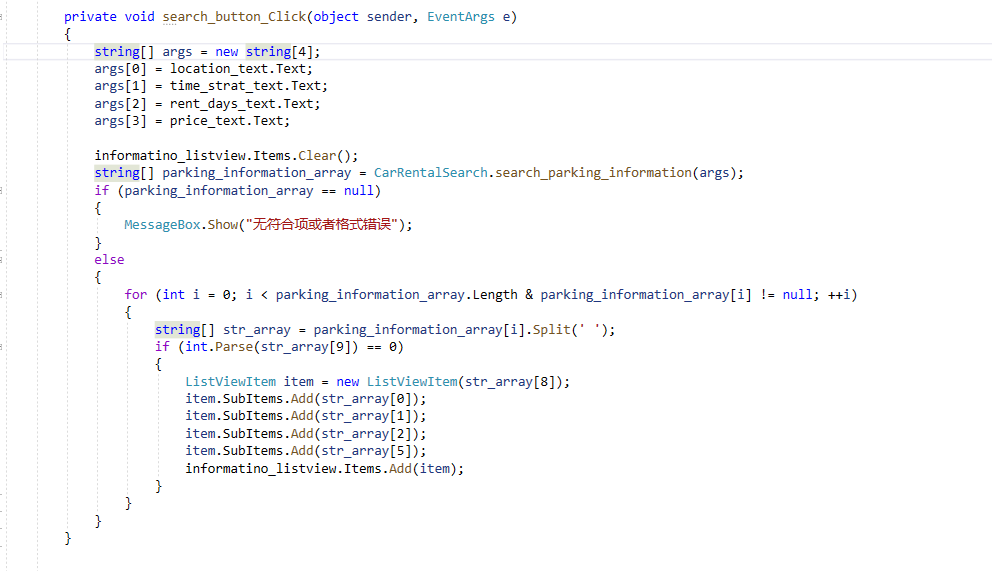 private void search_button_Click(object sender, EventArgs e)
{
string[] args = new string[4];
args[0] = location_text.Text;
args[1] = time_strat_text.Text;
args[2] = rent_days_text.Text;
args[3] = price_text.Text;
informatino_listview.Items.Clear();
string[] parking_information_array = CarRentalSearch.search_parking_information(args);
if (parking_information_array == null)
{
MessageBox.Show("无符合项或者格式错误");
}
else
{
for (int i = 0; i < parking_information_array.Length & parking_information_array[i] != null; ++i)
{
string[] str_array = parking_information_array[i].Split(' ');
if (int.Parse(str_array[9]) == 0)
{
ListViewItem item = new ListViewItem(str_array[8]);
item.SubItems.Add(str_array[0]);
item.SubItems.Add(str_array[1]);
item.SubItems.Add(str_array[2]);
item.SubItems.Add(str_array[5]);
informatino_listview.Items.Add(item);
}
}
}
}